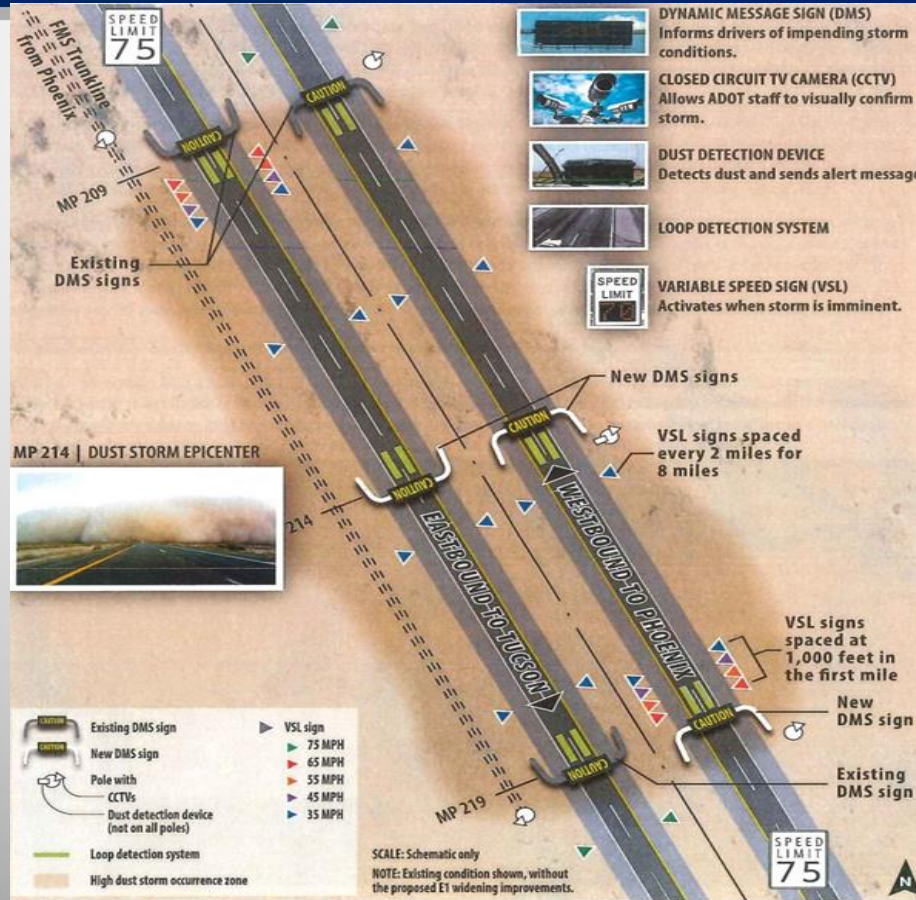 SPEED
LIMIT
75
FMS Trunkline
from Phoenix
DYNAMIC MESSAGE SIGN (DMS)
Informs drivers of impending storm
conditions.
CLOSED CIRCUIT TV CAMERA (CCTV)
Allows ADOT staff to visually confirm
storm.
DUST DETECTION DEVICE
Detects dust and sends alert message
LOOP DETECTION SYSTEM
SPEED
LIMIT
70
VARIABLE SPEED SIGN (VSL)
Activates when storm is imminent.
CAUTION
CAUTION
MP 209
Existing
DMS signs
New DMS signs
CAUTION
CAUTION
VSL signs spaced
every 2 miles for
8 miles
MP 214 | DUST STORM EPICENTER
214
EASTBOUND TO TUCSON
WESTBOUND TO PHOENIX
VSL signs
spaced at
1,000 feet in
the first mile
New
DMS sign
CAUTION
CAUTION
Existing
DMS sign
MP 219
CAUTION
Existing DMS sign
CAUTION
New DMS sign
Pole with
CCTVs
Dust detection device
(not on all poles)
Loop detection system
High dust storm occurrence zone
VSL sign
75 MPH
65 MPH
55 MPH
45 MPH
35 MPH
SCALE: Schematic only
NOTE: Existing condition shown, without
the proposed E1 widening improvements.
SPEED
LIMIT
75
N